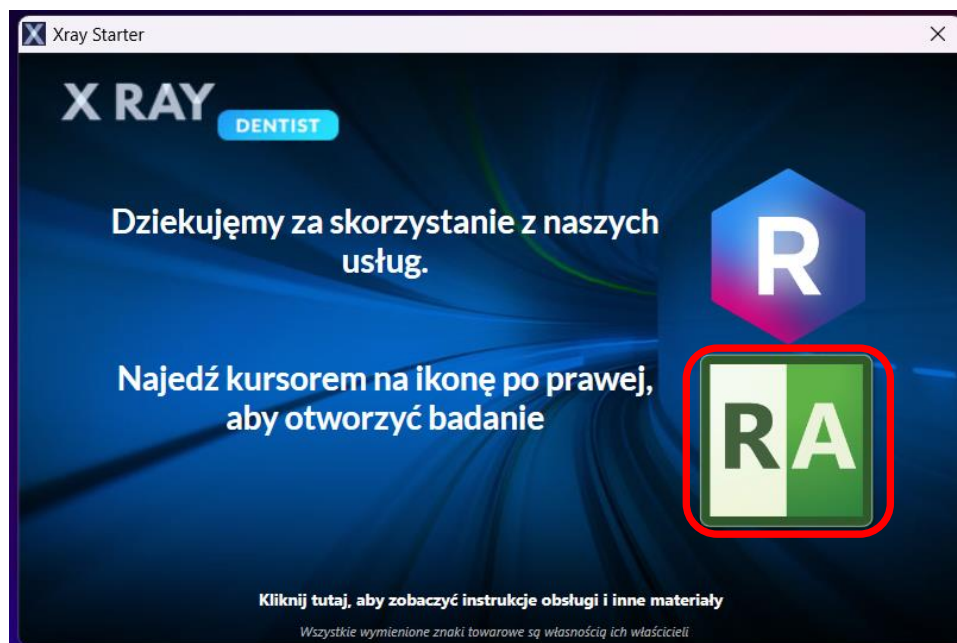 Xray Starter
X RAY
DENTIST
Dziekujęmy za skorzystanie z naszych
usług.
R
Najedź kursorem na ikonę po prawej,
aby otworzyć badanie
RA
Kliknij tutaj, aby zobaczyć instrukcje obsługi i inne materiały
Wszystkie wymienione znaki towarowe są własnością ich właścicieli